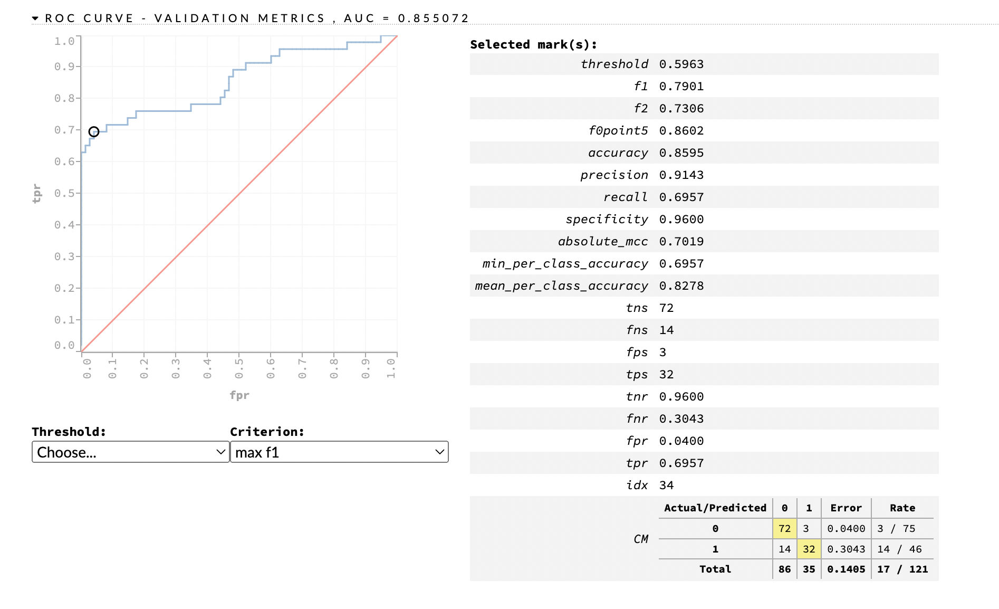 ROC CURVE - VALIDATION METRICS , AUC = 0.855072
1.0
0.9
0.8
0.7
0.6
0.5
0.4
0.3
0.2
0.1
0.0
tpr
0.0 0.1 0.2 0.3 0.4 0.5 0.6 0.7 0.8 0.9 1.0
fpr
Threshold: Criterion:
Choose... max f1
Selected mark(s):
threshold 0.5963
f1 0.7901
f2 0.7306
f0point5 0.8602
accuracy 0.8595
precision 0.9143
recall 0.6957
specificity 0.9600
absolute_mcc 0.7019
min_per_class_accuracy 0.6957
mean_per_class_accuracy 0.8278
tns 72
fns 14
fps 3
tps 32
tnr 0.9600
fnr 0.3043
fpr 0.0400
tpr 0.6957
idx 34
CM
Actual/Predicted 0 1 Error Rate
0 72 3 0.0400 3 / 75
1 14 32 0.3043 14 / 46
Total 86 35 0.1405 17 / 121